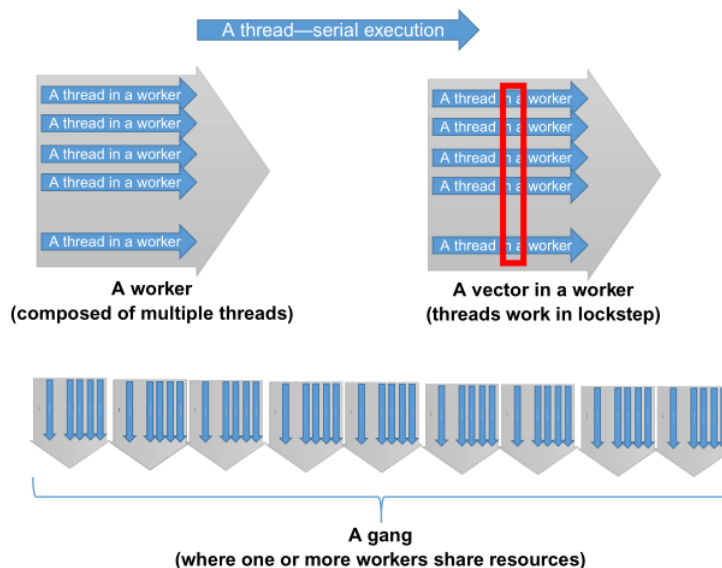 A thread—serial execution
A thread in a worker
A thread in a worker
A thread in a worker
A thread in a worker
A thread in a worker
A worker
(composed of multiple threads)
A thread in a worker
A thread in a worker
A thread in a worker
A thread in a worker
A thread in a worker
A vector in a worker
(threads work in lockstep)
A gang
(where one or more workers share resources)